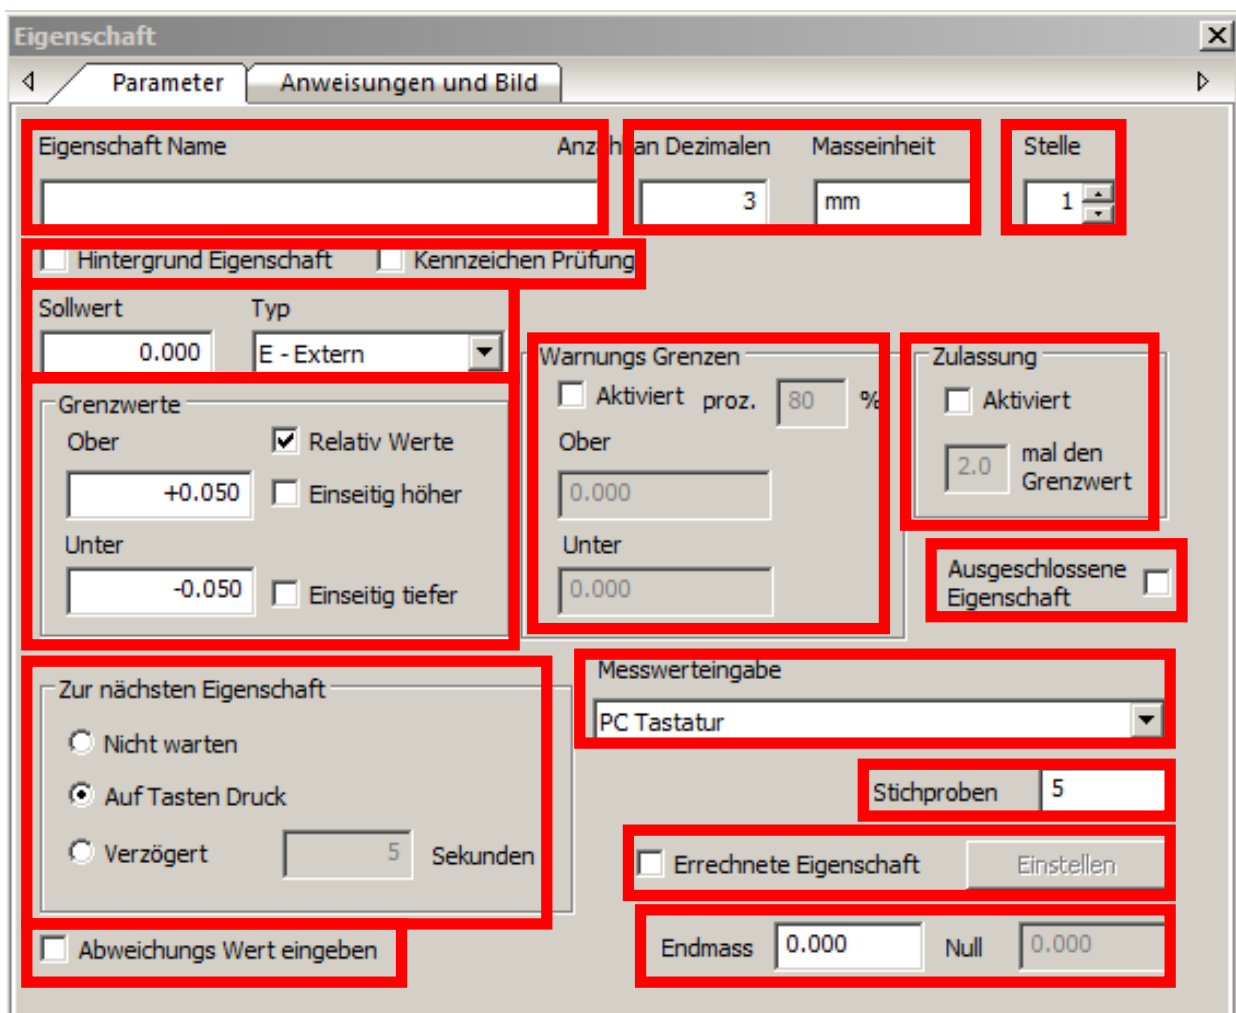 Eigenschaft
Parameter
Anweisungen und Bild
Eigenschaft Name
Anzahl an Dezimalen
Masseinheit
Stelle
3
mm
1
Hintergrund Eigenschaft
Kennzeichen Prüfung
Sollwert
Typ
0.000
E - Extern
Grenzwerte
Ober
Relativ Werte
+0.050
Einseitig höher
Unter
-0.050
Einseitig tiefer
Warnungs Grenzen
Aktiviert proz. 80 %
Ober
0.000
Unter
0.000
Zulassung
Aktiviert
2.0
mal den
Grenzwert
Ausgeschlossene
Eigenschaft
Zur nächsten Eigenschaft
Nicht warten
Auf Tasten Druck
Verzögert 5 Sekunden
Messwerteingabe
PC Tastatur
Stichproben 5
Errechnete Eigenschaft
Einstellen
Abweichungs Wert eingeben
Endmass 0.000 Null 0.000